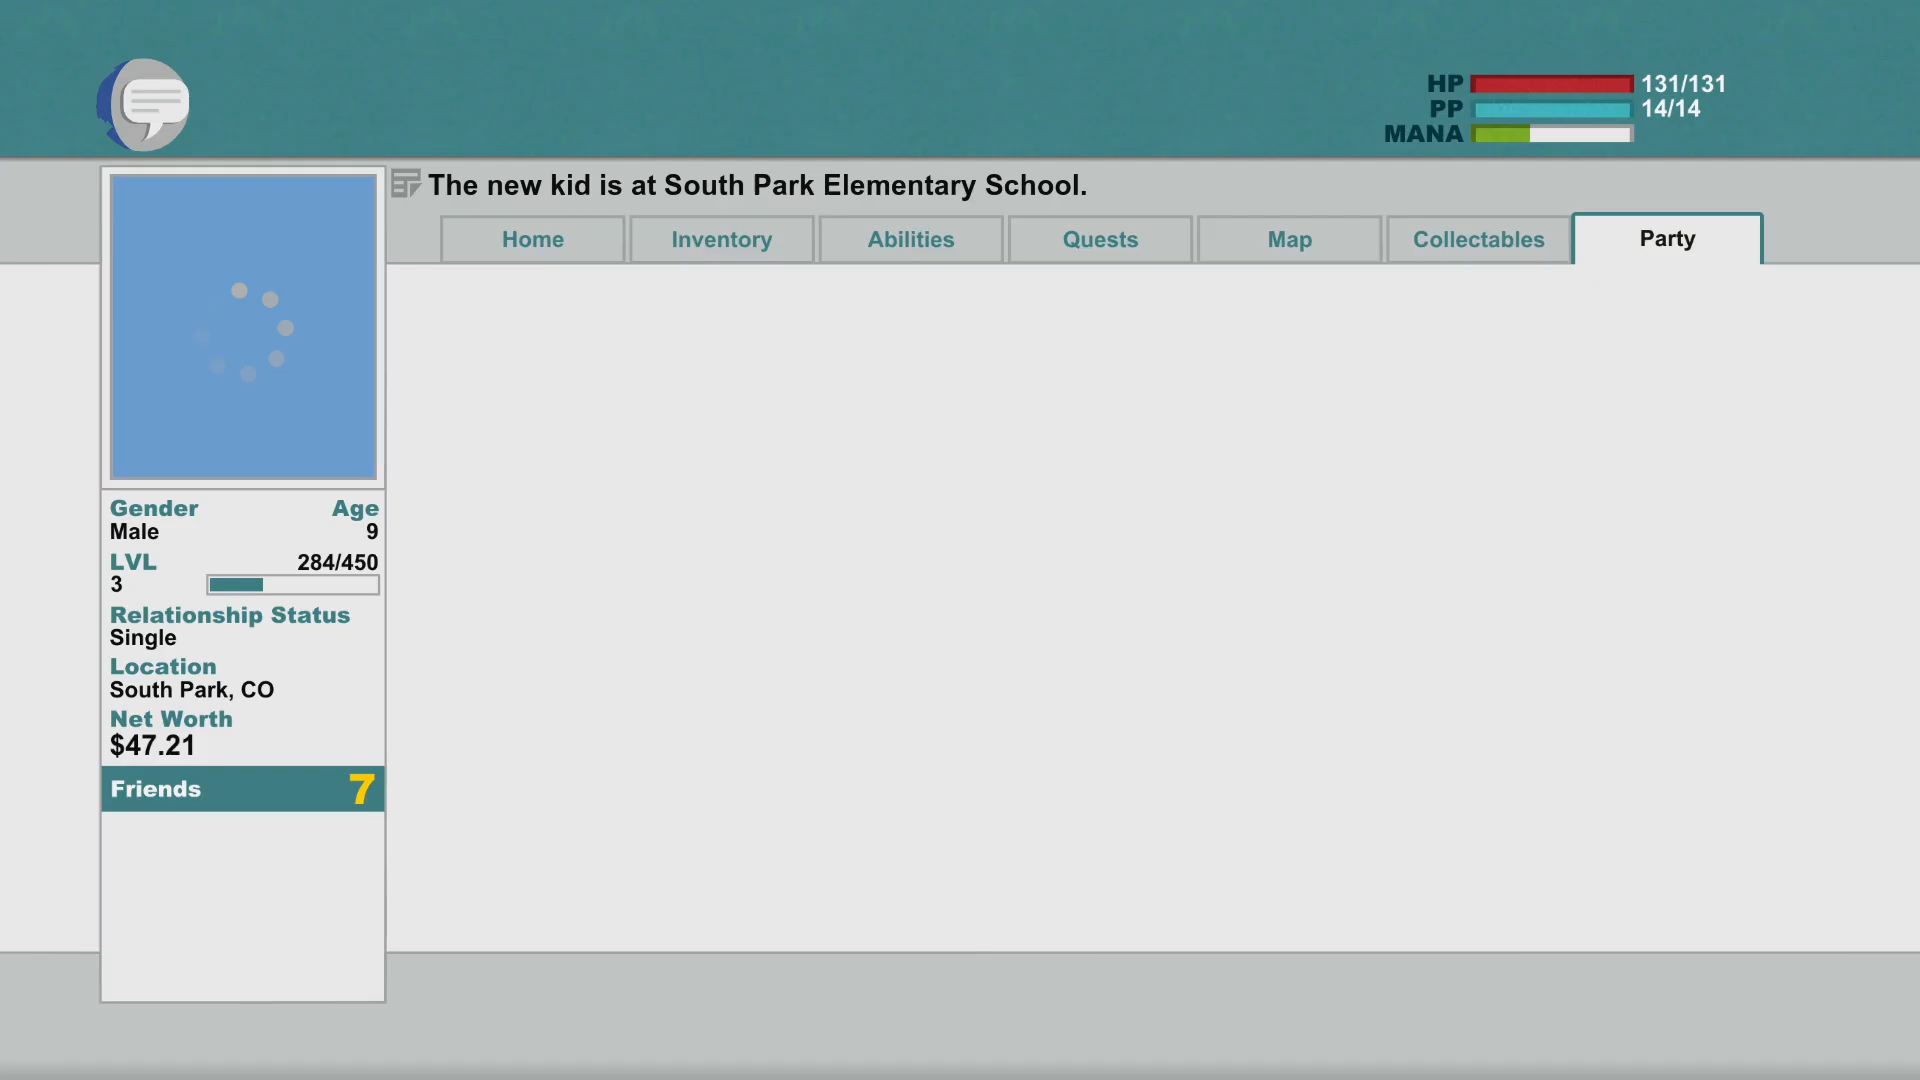 HP 131/131
PP 14/14
MANA
The new kid is at South Park Elementary School.
Home Inventory Abilities Quests Map Collectables Party
Gender Age
Male 9
LVL 284/450
3
Relationship Status
Single
Location
South Park, CO
Net Worth
$47.21
Friends 7